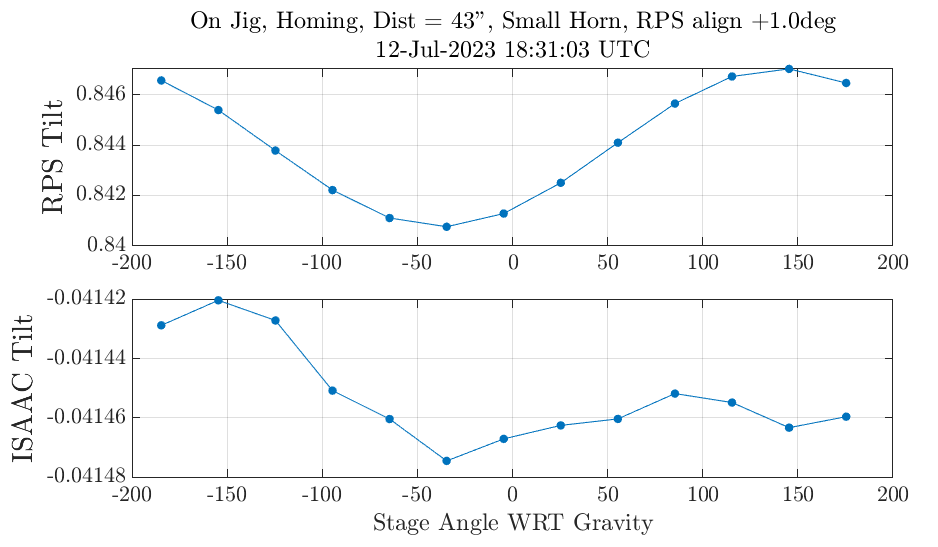 On Jig, Homing, Dist = 43”, Small Horn, RPS align +1.0deg
12-Jul-2023 18:31:03 UTC
RPS Tilt
0.846
0.844
0.842
0.84
-200 -150 -100 -50 0 50 100 150 200
ISAAC Tilt
-0.04142
-0.04144
-0.04146
-0.04148
-200 -150 -100 -50 0 50 100 150 200
Stage Angle WRT Gravity